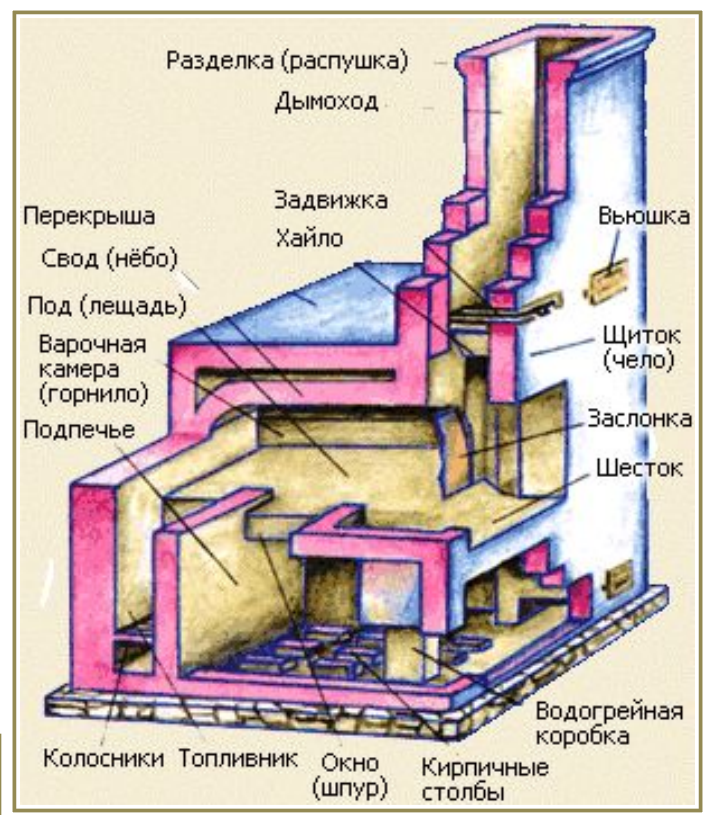 Разделка (распушка)
Дымоход
Задвижка
Хайло
Вьюшка
Перекрыша
Свод (нёбо)
Под (лещадь)
Варочная
камера
(горнило)
Подпечье
Щиток
(чело)
Заслонка
Шесток
Водогрейная
коробка
Колосники
Топливник
Окно
(шпур)
Кирпичные
столбы